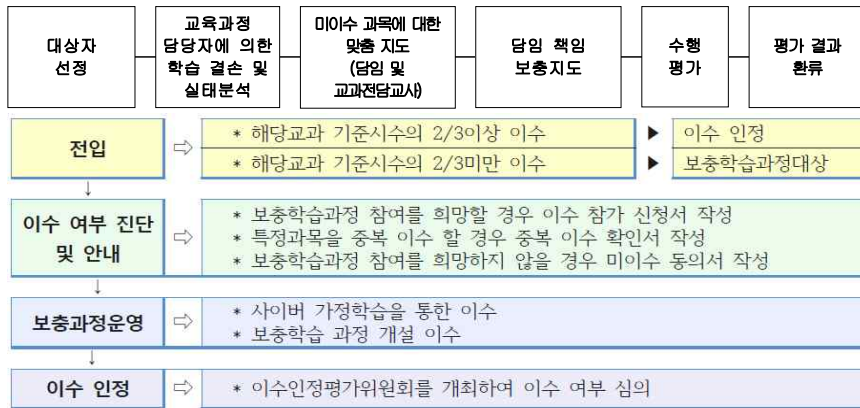 대상자
선정
교육과정
담당자에 의한
학습 결손 및
실태분석
미이수 과목에 대한
맞춤 지도
(담임 및
교과전담교사)
담임 책임
보충지도
수행
평가
평가 결과
환류
전입
⇨
* 해당교과 기준시수의 2/3이상 이수 ▶ 이수 인정
* 해당교과 기준시수의 2/3미만 이수 ▶ 보충학습과정대상
↓
이수 여부 진단
및 안내
⇨
* 보충학습과정 참여를 희망할 경우 이수 참가 신청서 작성
* 특정과목을 중복 이수 할 경우 중복 이수 확인서 작성
* 보충학습과정 참여를 희망하지 않을 경우 미이수 동의서 작성
↓
보충과정운영
⇨
* 사이버 가정학습을 통한 이수
* 보충학습 과정 개설 이수
↓
이수 인정
⇨
* 이수인정평가위원회를 개최하여 이수 여부 심의